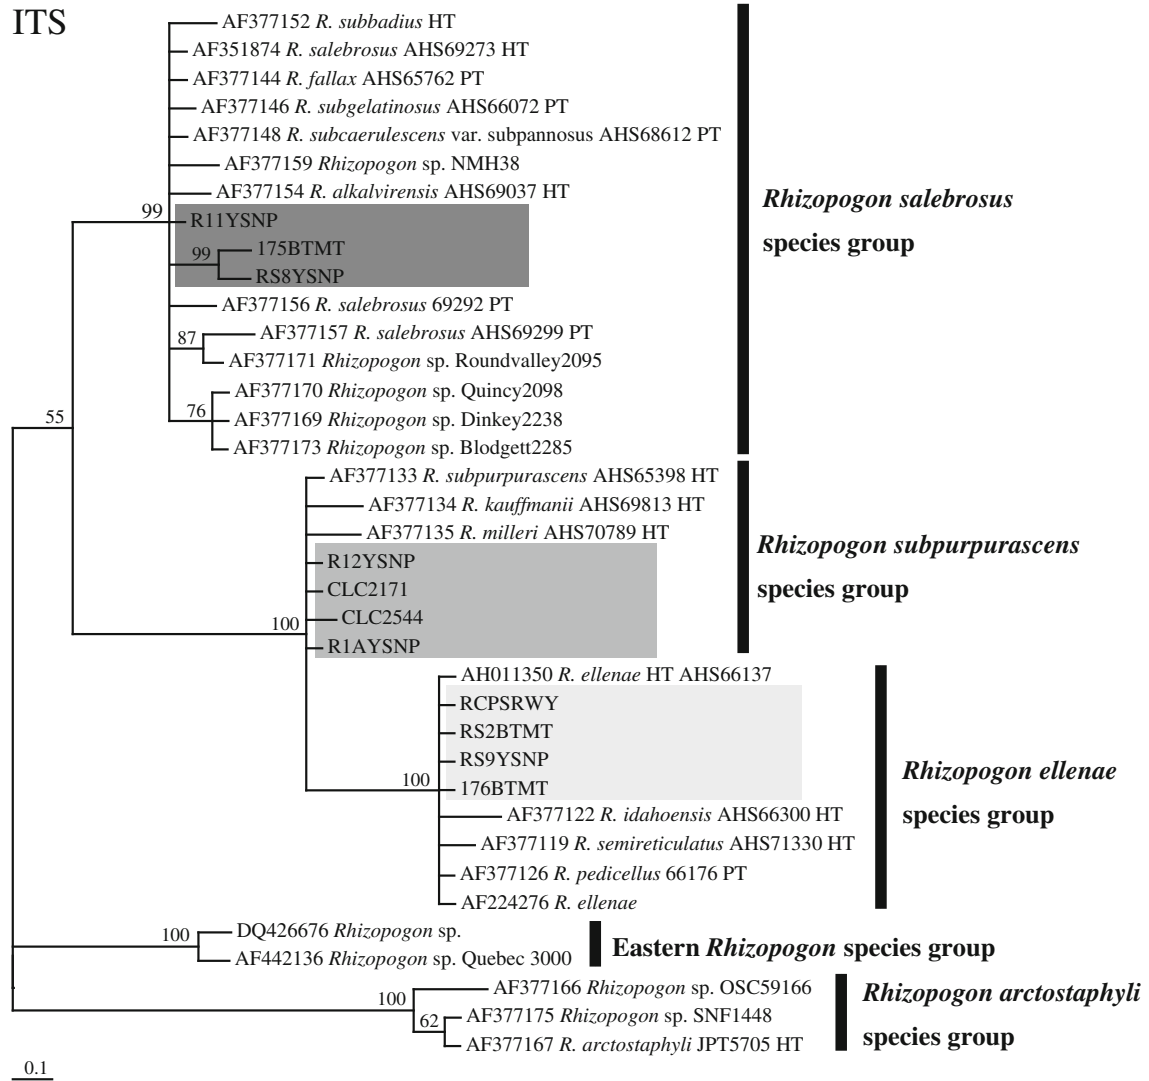 ITS
AF377152 R. subbadius HT
AF351874 R. salebrosus AHS69273 HT
AF377144 R. fallax AHS65762 PT
AF377146 R. subgelatinosus AHS66072 PT
AF377148 R. subcaerulescens var. subpannosus AHS68612 PT
AF377159 Rhizopogon sp. NMH38
AF377154 R. alkalvirensis AHS69037 HT
99
R11YSNP
99
175BTMT
RS8YSNP
AF377156 R. salebrosus 69292 PT
87
AF377157 R. salebrosus AHS69299 PT
AF377171 Rhizopogon sp. Roundvalley2095
76
AF377170 Rhizopogon sp. Quincy2098
AF377169 Rhizopogon sp. Dinkey2238
AF377173 Rhizopogon sp. Blodgett2285
Rhizopogon salebrosus
species group
55
AF377133 R. subpurpurascens AHS65398 HT
AF377134 R. kauffmanii AHS69813 HT
AF377135 R. milleri AHS70789 HT
R12YSNP
CLC2171
CLC2544
100
R1AYSNP
Rhizopogon subpurpurascens
species group
AH011350 R. ellenae HT AHS66137
RCPSRWY
RS2BTMT
RS9YSNP
100
176BTMT
AF377122 R. idahoensis AHS66300 HT
AF377119 R. semireticulatus AHS71330 HT
AF377126 R. pedicellus 66176 PT
AF224276 R. ellenae
Rhizopogon ellenae
species group
100
DQ426676 Rhizopogon sp.
AF442136 Rhizopogon sp. Quebec 3000
Eastern Rhizopogon species group
100
AF377166 Rhizopogon sp. OSC59166
62
AF377175 Rhizopogon sp. SNF1448
AF377167 R. arctostaphyli JPT5705 HT
Rhizopogon arctostaphyli
species group
0.1